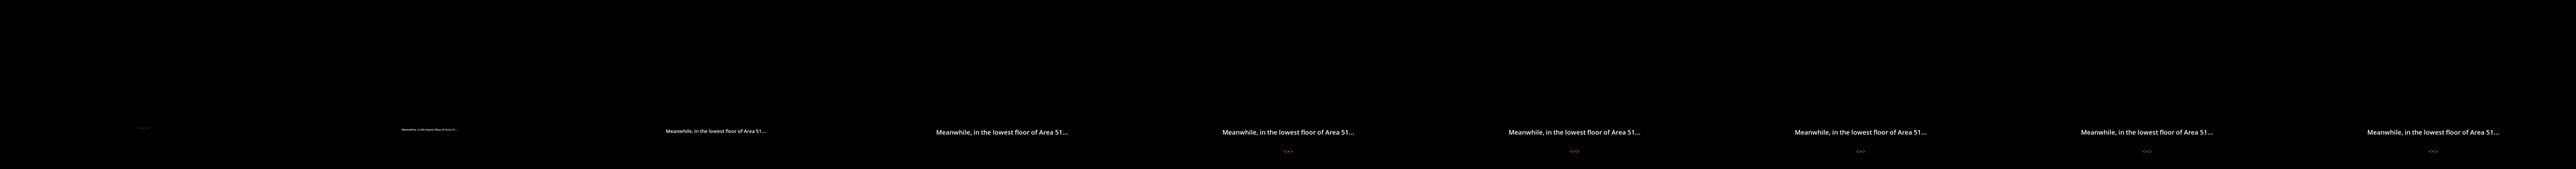 Meanwhile, in the lowest floor of Area 51...
Meanwhile, in the lowest floor of Area 51...
Meanwhile, in the lowest floor of Area 51...
Meanwhile, in the lowest floor of Area 51...
<•>
Meanwhile, in the lowest floor of Area 51...
<•>
Meanwhile, in the lowest floor of Area 51...
<•>
Meanwhile, in the lowest floor of Area 51...
<•>
Meanwhile, in the lowest floor of Area 51...
<•>